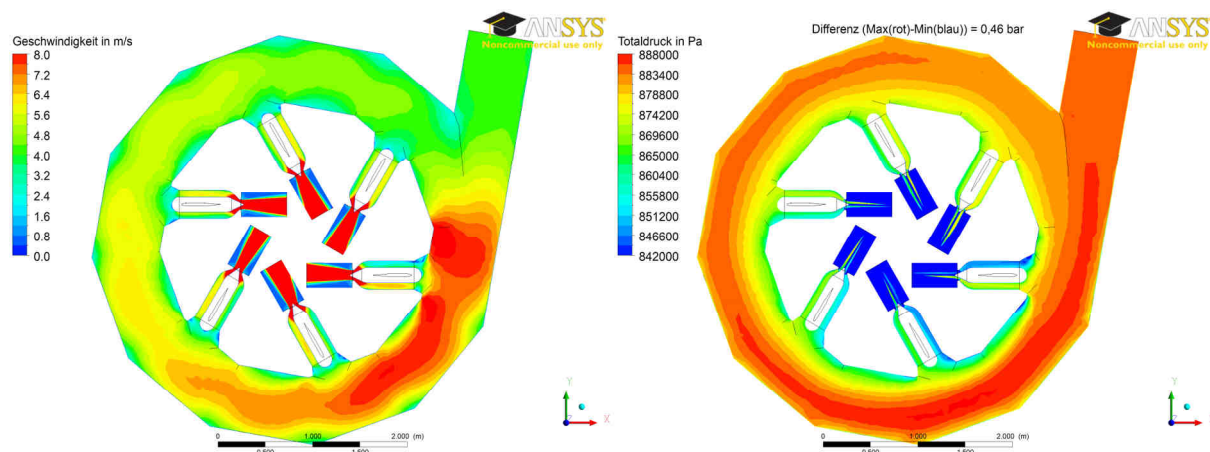 ANSYS
Noncommercial use only
Geschwindigkeit in m/s
8.0
7.2
6.4
5.6
4.8
4.0
3.2
2.4
1.6
0.8
0.0
Y
X
Z
0
1.000
2.000 (m)
0.500
1.500
ANSYS
Noncommercial use only
Differenz (Max(rot)-Min(blau)) = 0,46 bar
Totaldruck in Pa
888000
883400
878800
869600
865000
860400
855800
851200
846600
842000
Y
X
0
1.000
2.000 (m)
0.500
1.500